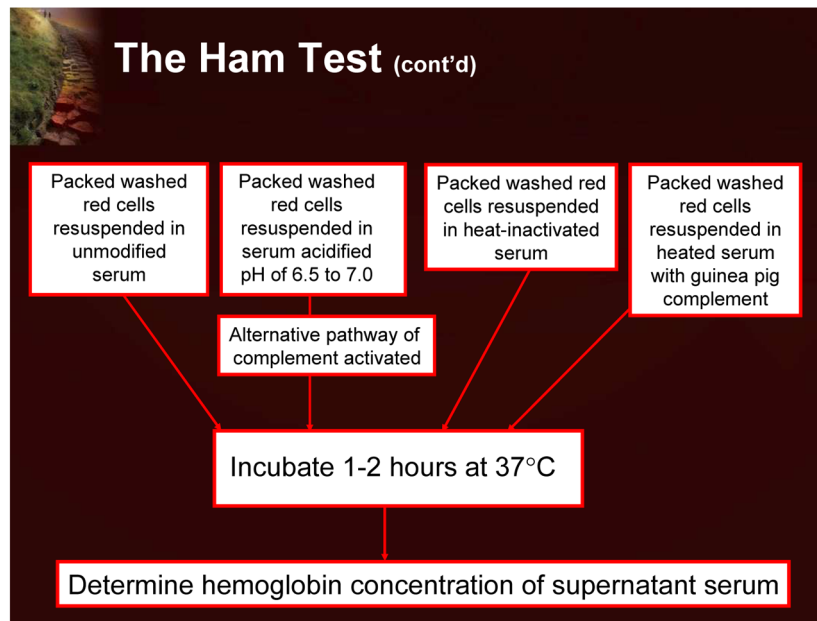 The Ham Test (cont’d)
Packed washed
red cells
resuspended in
unmodified
serum
Packed washed
red cells
resuspended in
serum acidified
pH of 6.5 to 7.0
Packed washed red
cells resuspended
in heat-inactivated
serum
Packed washed
red cells
resuspended in
heated serum
with guinea pig
complement
Alternative pathway of
complement activated
Incubate 1-2 hours at 37°C
Determine hemoglobin concentration of supernatant serum